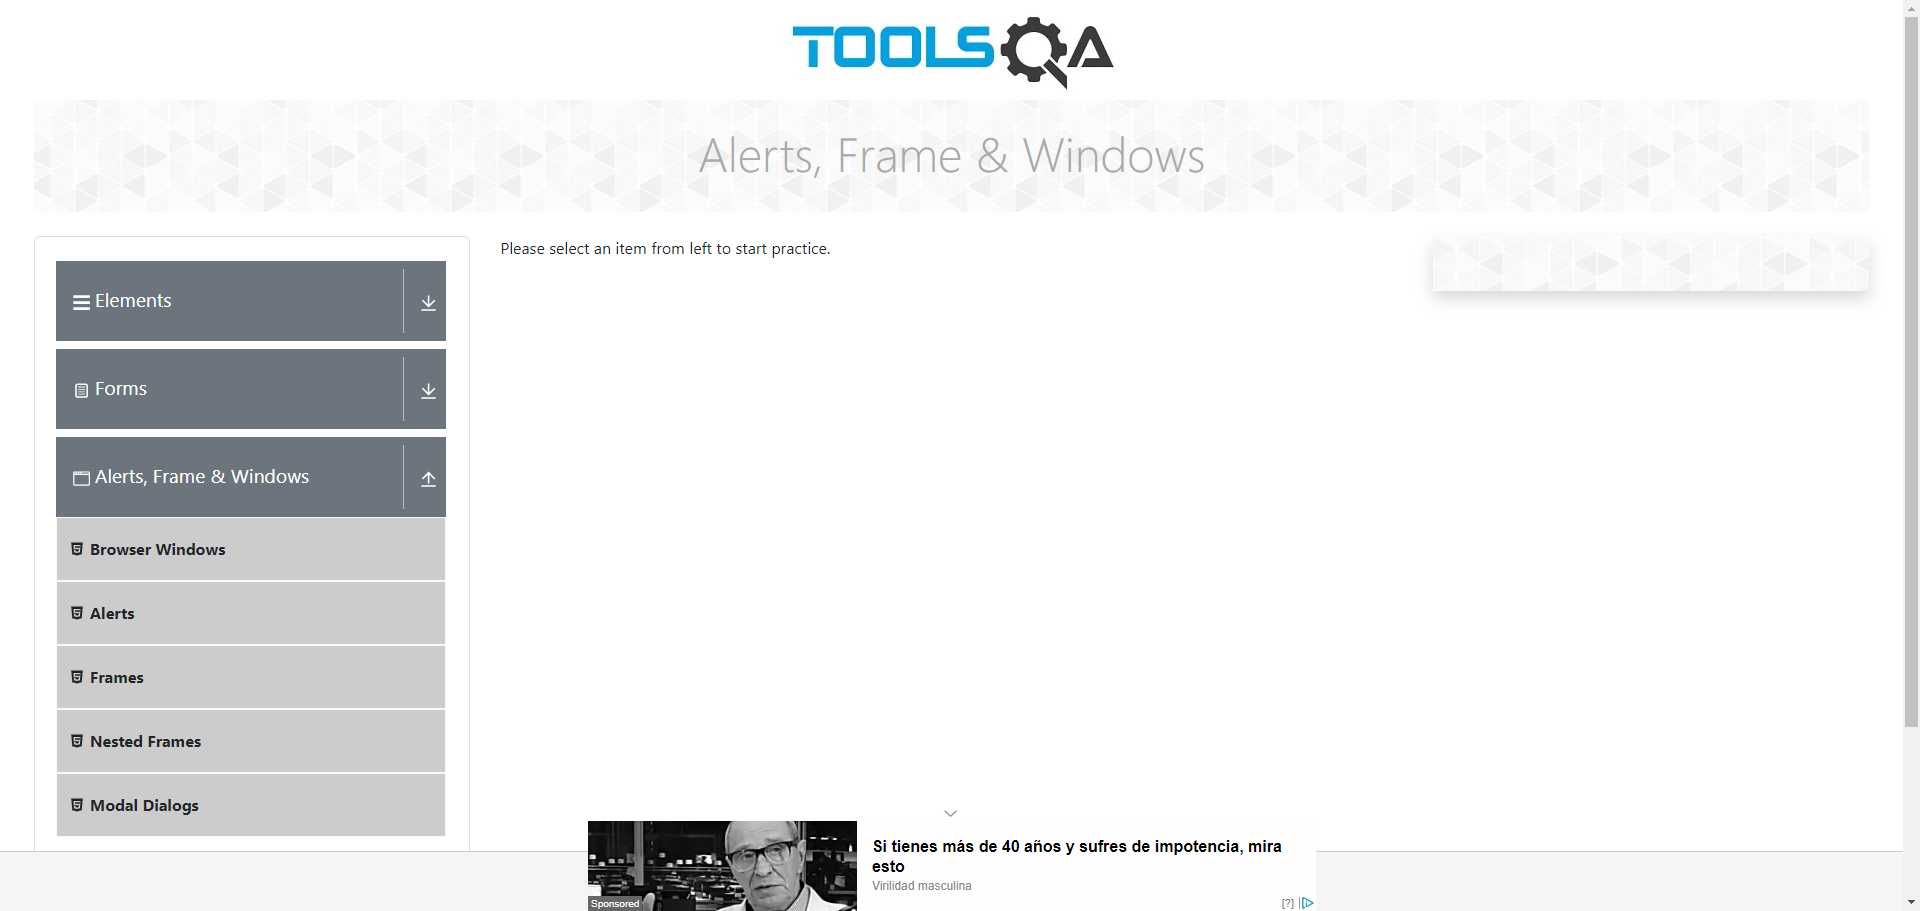 TOOLSQA
Alerts, Frame & Windows
Please select an item from left to start practice.
Elements
Forms
Alerts, Frame & Windows
Browser Windows
Alerts
Frames
Nested Frames
Modal Dialogs
Si tienes más de 40 años y sufres de impotencia, mira
esto
Virilidad masculina
Sponsored
[?]